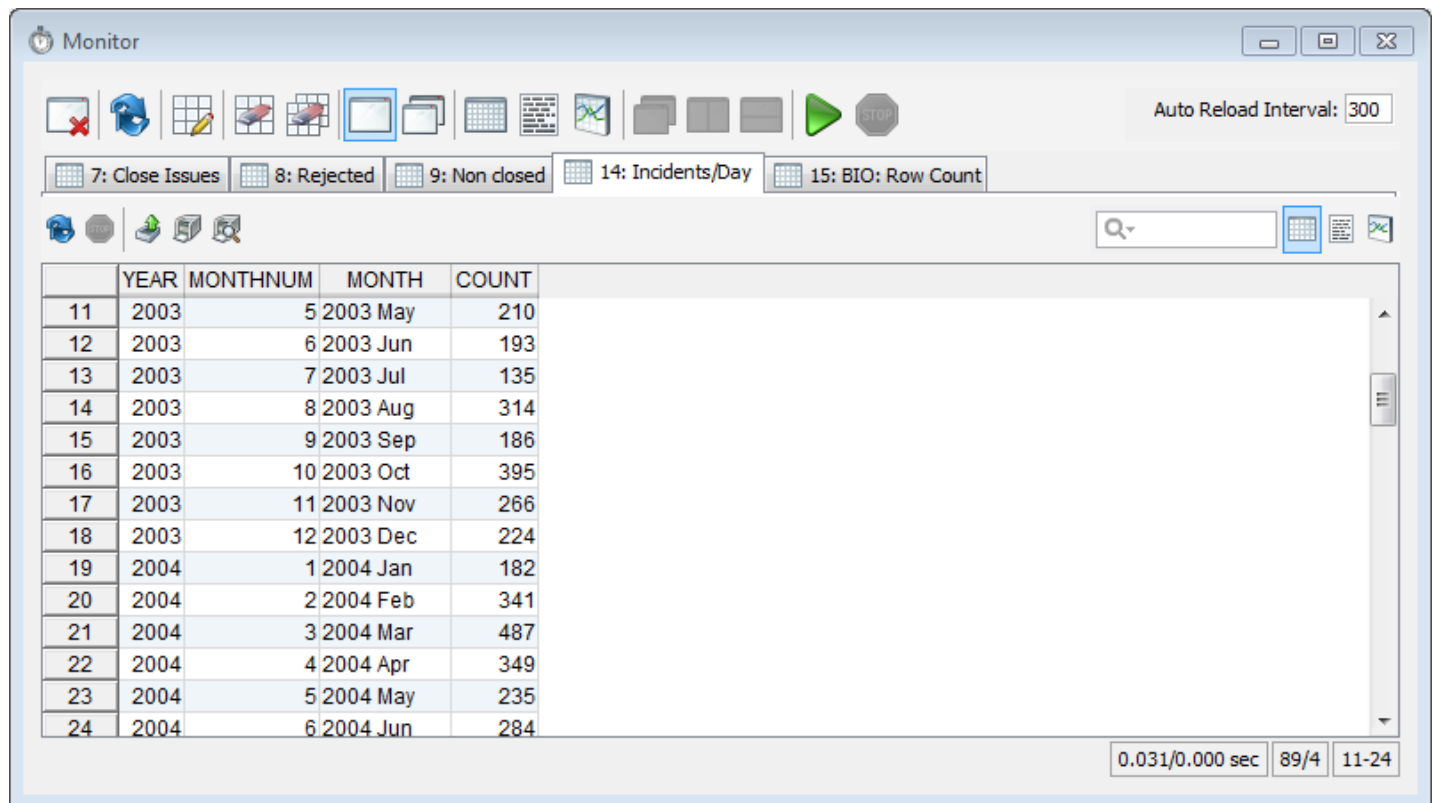 Monitor
STOP
Auto Reload Interval: 300
7: Close Issues 8: Rejected 9: Non closed 14: Incidents/Day 15: BIO: Row Count
STOP
YEAR MONTHNUM MONTH COUNT
11 2003 5 2003 May 210
12 2003 6 2003 Jun 193
13 2003 7 2003 Jul 135
14 2003 8 2003 Aug 314
15 2003 9 2003 Sep 186
16 2003 10 2003 Oct 395
17 2003 11 2003 Nov 266
18 2003 12 2003 Dec 224
19 2004 1 2004 Jan 182
20 2004 2 2004 Feb 341
21 2004 3 2004 Mar 487
22 2004 4 2004 Apr 349
23 2004 5 2004 May 235
24 2004 6 2004 Jun 284
0.031/0.000 sec 89/4 11-24